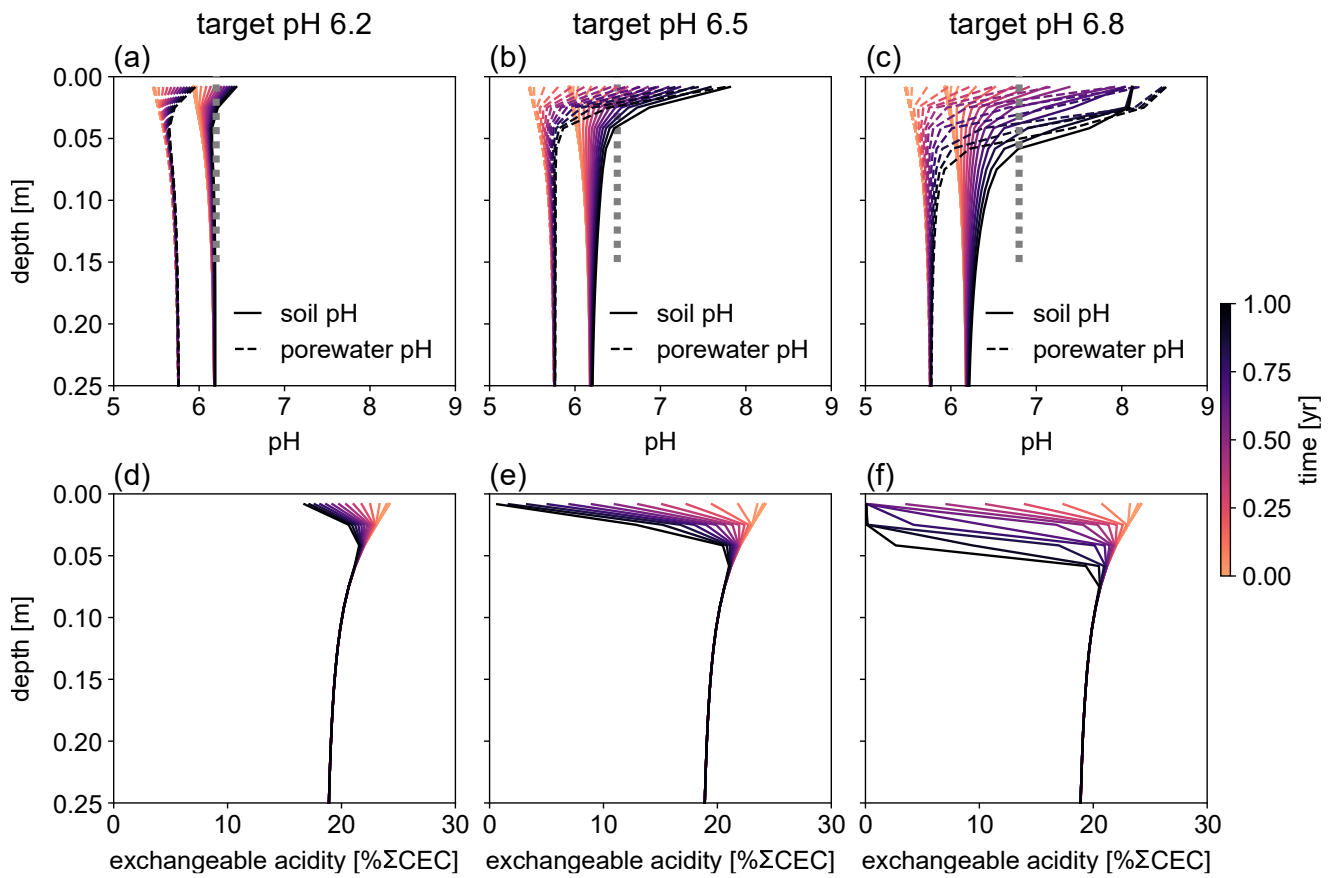 target pH 6.2 target pH 6.5 target pH 6.8
(a) (b) (c)
depth [m]
0.00
0.05
0.10
0.15
0.20
0.25
soil pH
porewater pH
soil pH
porewater pH
soil pH
porewater pH
5 6 7 8 9
5 6 7 8 9
5 6 7 8 9
pH pH pH
1.00
0.75
0.50
0.25
0.00
time [yr]
(d) (e) (f)
depth [m]
0.00
0.05
0.10
0.15
0.20
0.25
0 10 20 30
0 10 20 30
0 10 20 30
exchangeable acidity [%ΣCEC] exchangeable acidity [%ΣCEC] exchangeable acidity [%ΣCEC]